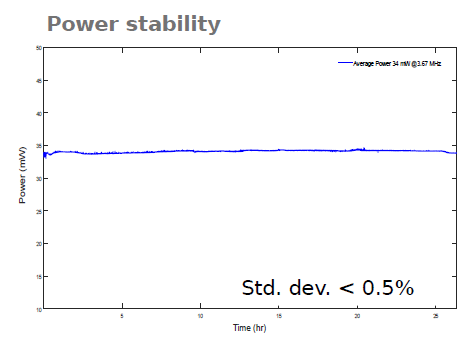 Power stability
50
Average Power 34 mW @3.67 MHz
45
40
35
30
25
20
15
10
Power (mW)
Std. dev. < 0.5%
5 10 15 20 25
Time (hr)